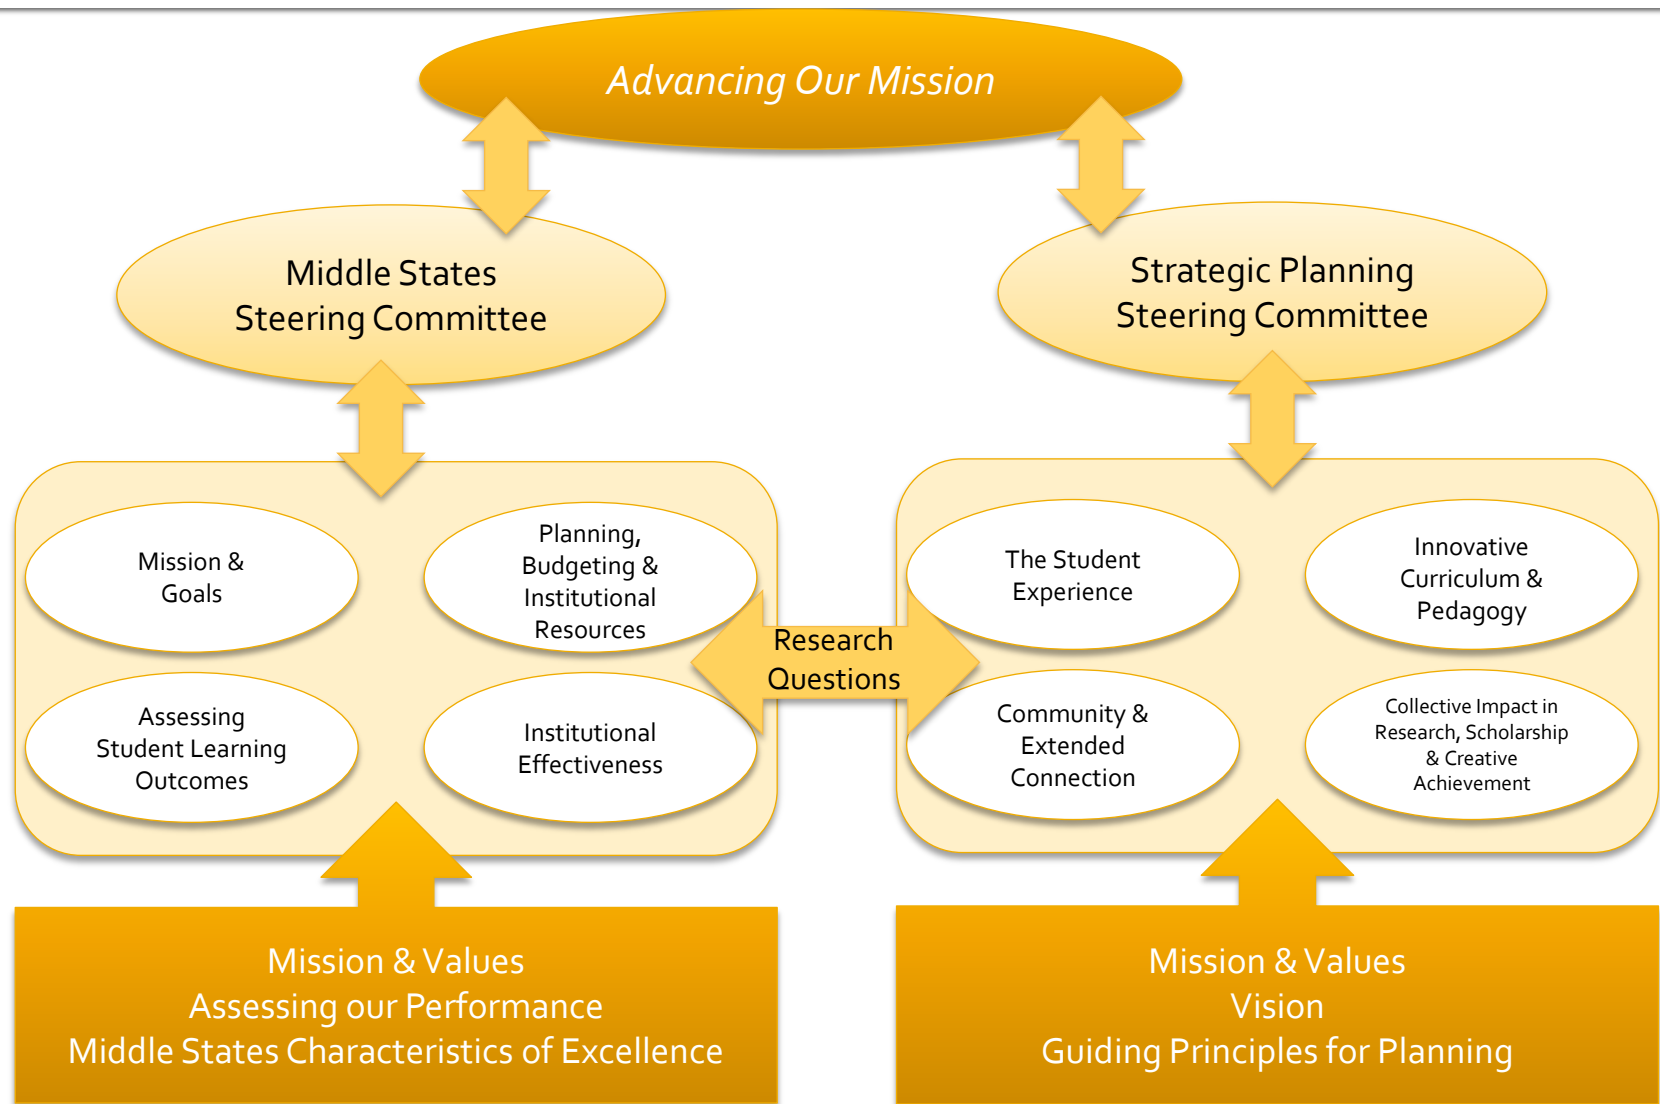 Advancing Our Mission
Middle States
Steering Committee
Strategic Planning
Steering Committee
Mission &
Goals
Planning,
Budgeting &
Institutional
Resources
Assessing
Student Learning
Outcomes
Institutional
Effectiveness
Research
Questions
The Student
Experience
Innovative
Curriculum &
Pedagogy
Community &
Extended
Connection
Collective Impact in
Research, Scholarship
& Creative
Achievement
Mission & Values
Assessing our Performance
Middle States Characteristics of Excellence
Mission & Values
Vision
Guiding Principles for Planning